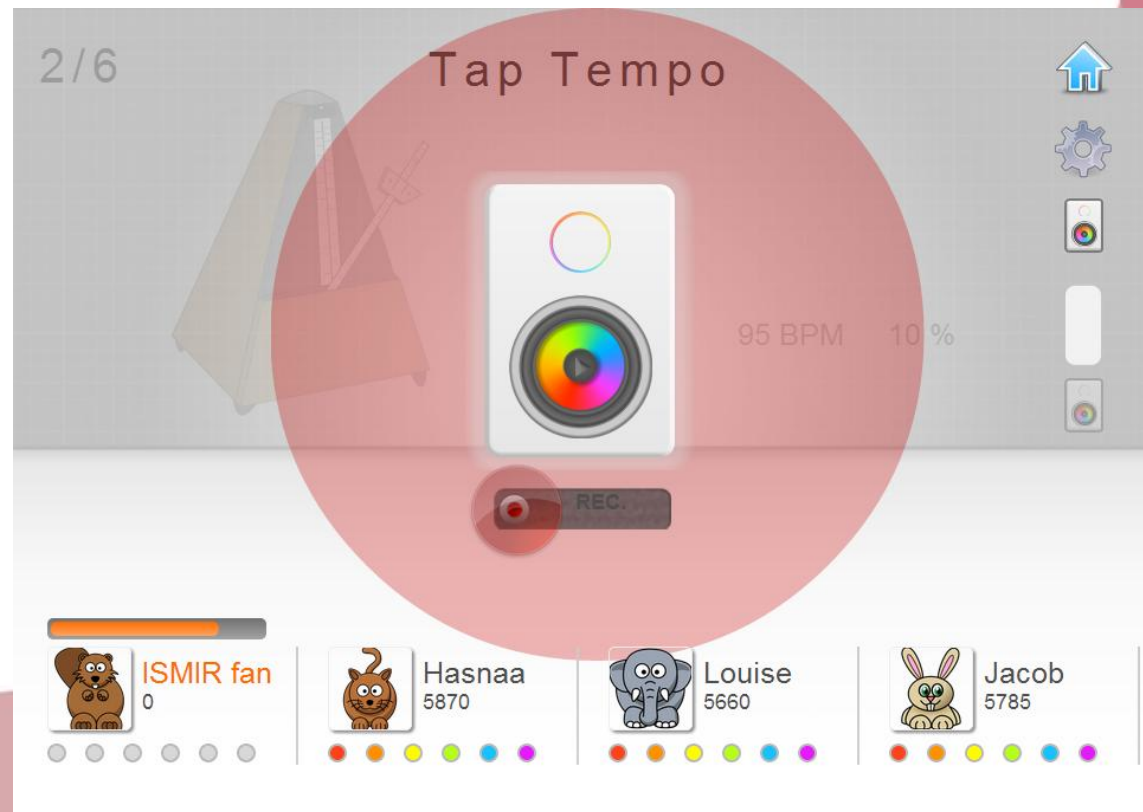 2/6
Tap Tempo
95 BPM 10 %
REC.
ISMIR fan
0
Hasnaa
5870
Louise
5660
Jacob
5785